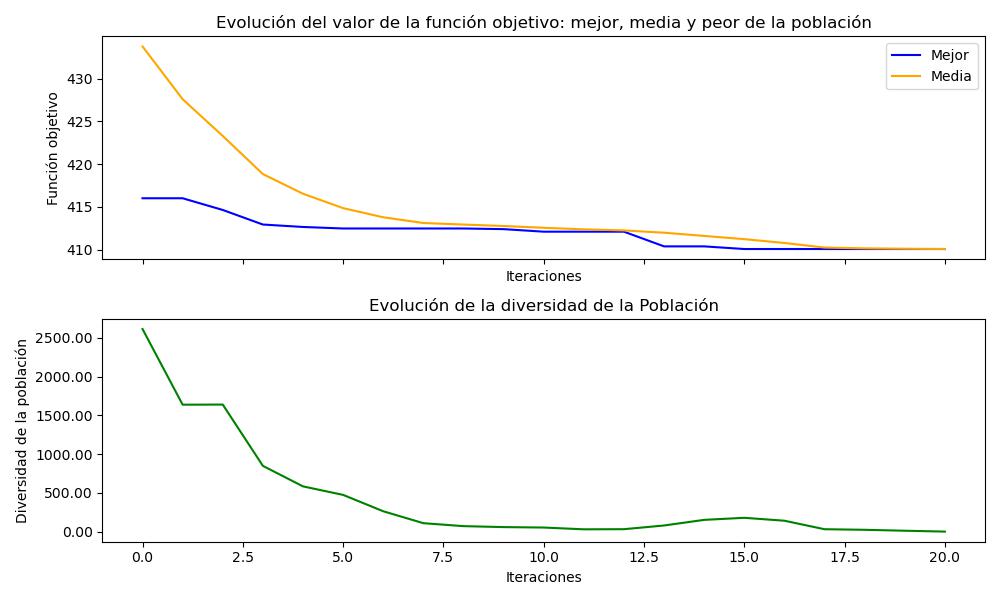 Evolución del valor de la función objetivo: mejor, media y peor de la población
Función objetivo
430
425
420
415
410
Mejor
Media
Iteraciones
Evolución de la diversidad de la Población
Diversidad de la población
2500.00
2000.00
1500.00
1000.00
500.00
0.00
0.0 2.5 5.0 7.5 10.0 12.5 15.0 17.5 20.0
Iteraciones